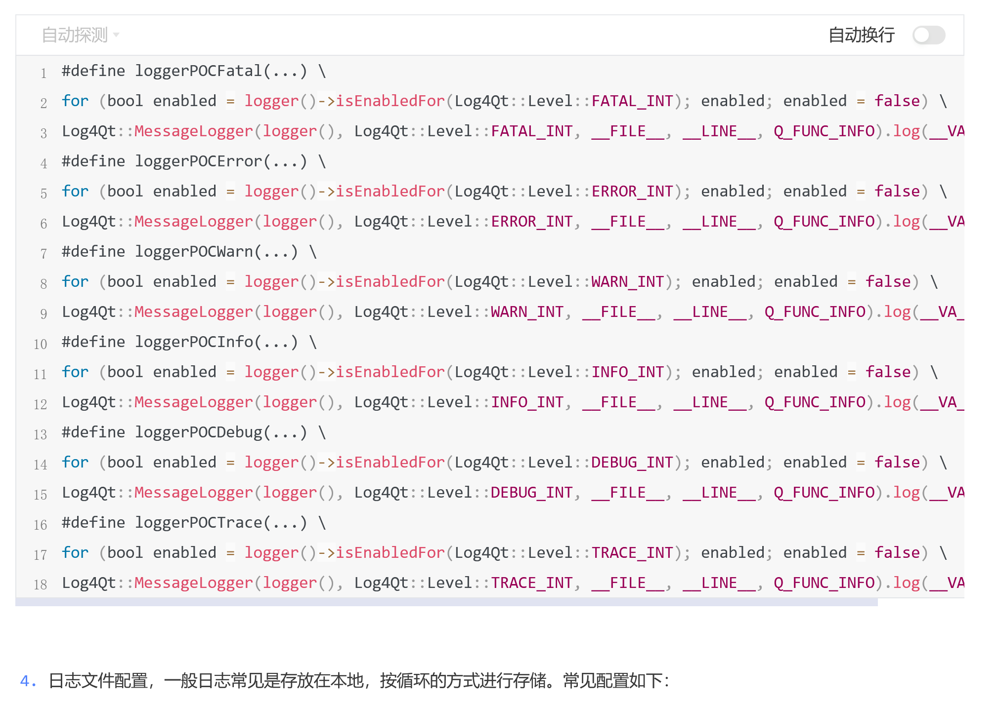 自动探测
自动换行
1 #define loggerPOCFatal(...) \
2 for (bool enabled = logger()->isEnabledFor(Log4Qt::Level::FATAL_INT); enabled; enabled = false) \
3 Log4Qt::MessageLogger(logger(), Log4Qt::Level::FATAL_INT, __FILE__, __LINE__, Q_FUNC_INFO).log(__VA
4 #define loggerPOCError(...) \
5 for (bool enabled = logger()->isEnabledFor(Log4Qt::Level::ERROR_INT); enabled; enabled = false) \
6 Log4Qt::MessageLogger(logger(), Log4Qt::Level::ERROR_INT, __FILE__, __LINE__, Q_FUNC_INFO).log(__VA
7 #define loggerPOCWarn(...) \
8 for (bool enabled = logger()->isEnabledFor(Log4Qt::Level::WARN_INT); enabled; enabled = false) \
9 Log4Qt::MessageLogger(logger(), Log4Qt::Level::WARN_INT, __FILE__, __LINE__, Q_FUNC_INFO).log(__VA_
10 #define loggerPOCInfo(...) \
11 for (bool enabled = logger()->isEnabledFor(Log4Qt::Level::INFO_INT); enabled; enabled = false) \
12 Log4Qt::MessageLogger(logger(), Log4Qt::Level::INFO_INT, __FILE__, __LINE__, Q_FUNC_INFO).log(__VA_
13 #define loggerPOCDebug(...) \
14 for (bool enabled = logger()->isEnabledFor(Log4Qt::Level::DEBUG_INT); enabled; enabled = false) \
15 Log4Qt::MessageLogger(logger(), Log4Qt::Level::DEBUG_INT, __FILE__, __LINE__, Q_FUNC_INFO).log(__VA
16 #define loggerPOCTrace(...) \
17 for (bool enabled = logger()->isEnabledFor(Log4Qt::Level::TRACE_INT); enabled; enabled = false) \
18 Log4Qt::MessageLogger(logger(), Log4Qt::Level::TRACE_INT, __FILE__, __LINE__, Q_FUNC_INFO).log(__VA
4. 日志文件配置，一般日志常见是存放在本地，按循环的方式进行存储。常见配置如下：